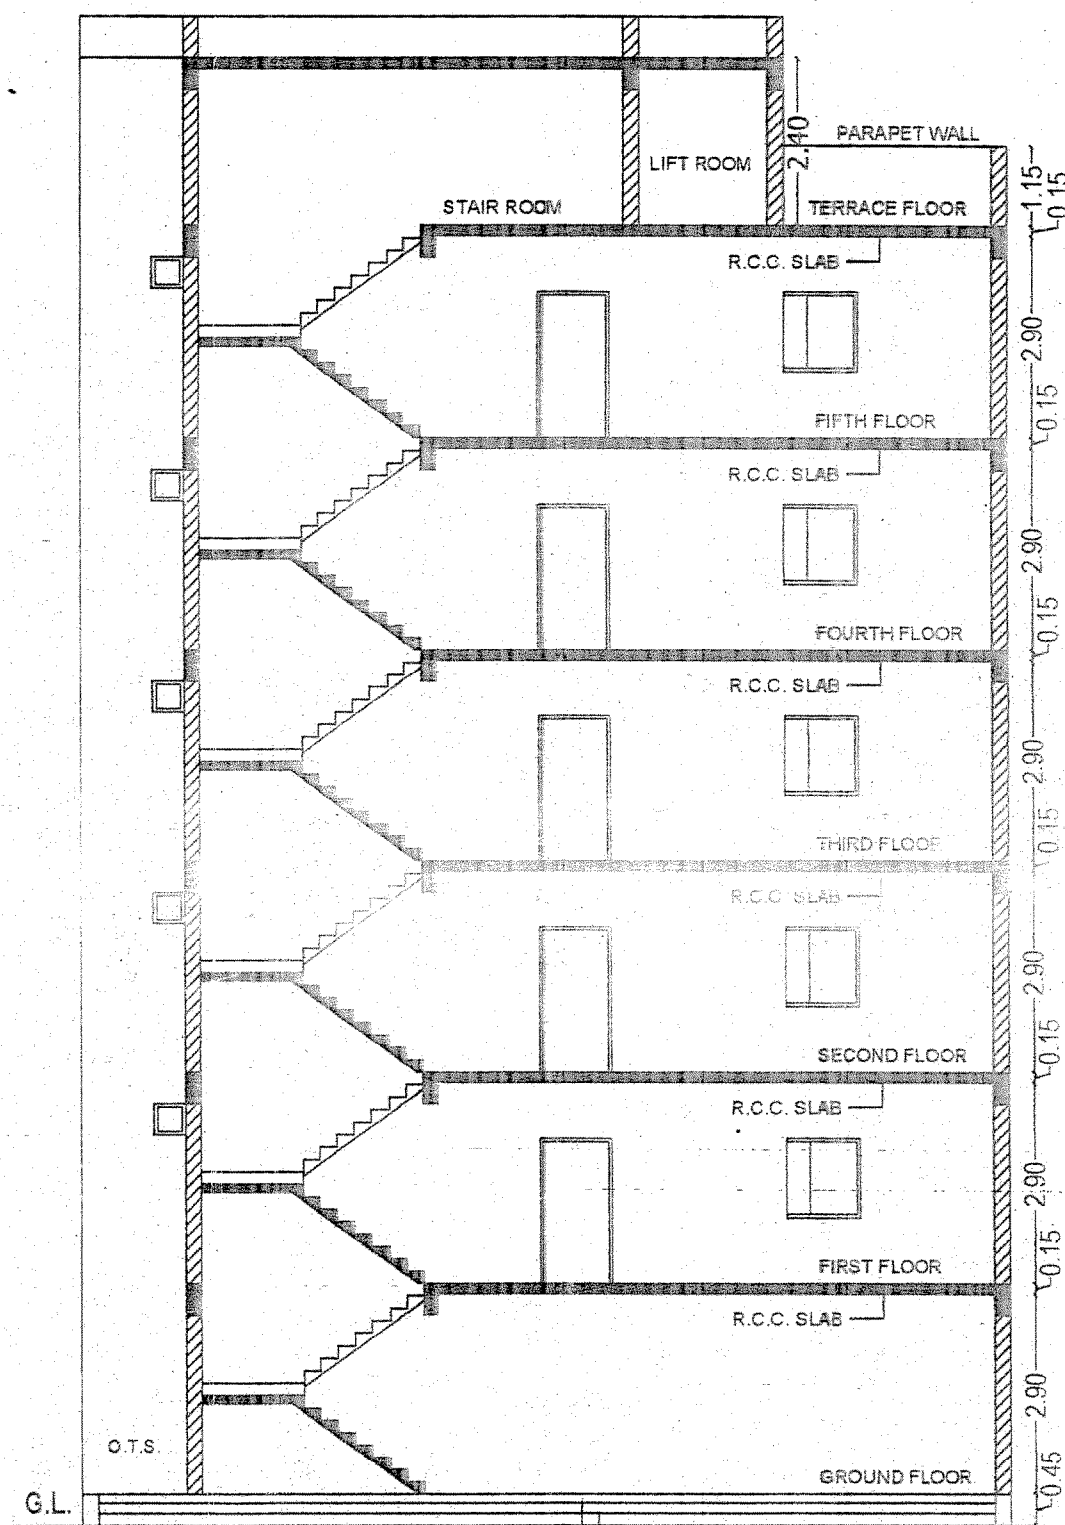 PARAPET WALL
2.40
LIFT ROOM
1.15
0.15
STAIR ROOM
TERRACE FLOOR
R.C.C. SLAB
2.90
FIFTH FLOOR
0.15
R.C.C. SLAB
2.90
FOURTH FLOOR
0.15
R.C.C. SLAB
2.90
THIRD FLOOR
0.15
R.C.C. SLAB
2.90
SECOND FLOOR
0.15
R.C.C. SLAB
2.90
FIRST FLOOR
0.15
R.C.C. SLAB
2.90
O.T.S.
GROUND FLOOR
0.45
G.L.